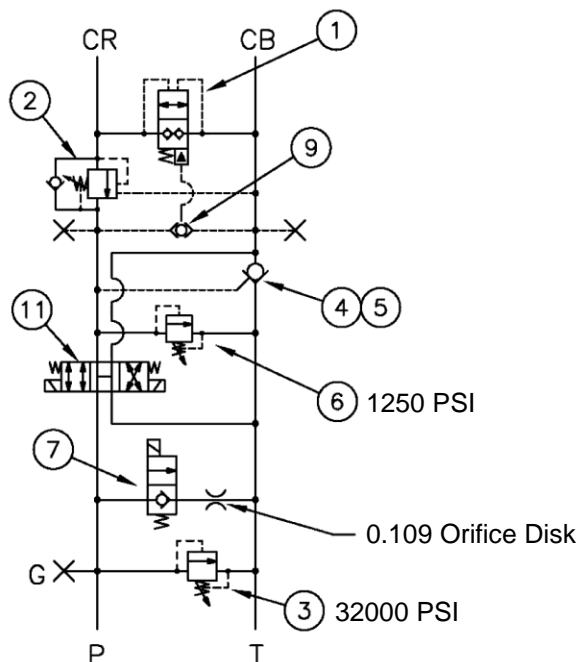 CR CB
1
2
9
4 5
11
6 1250 PSI
7
0.109 Orifice Disk
G
3 32000 PSI
P T